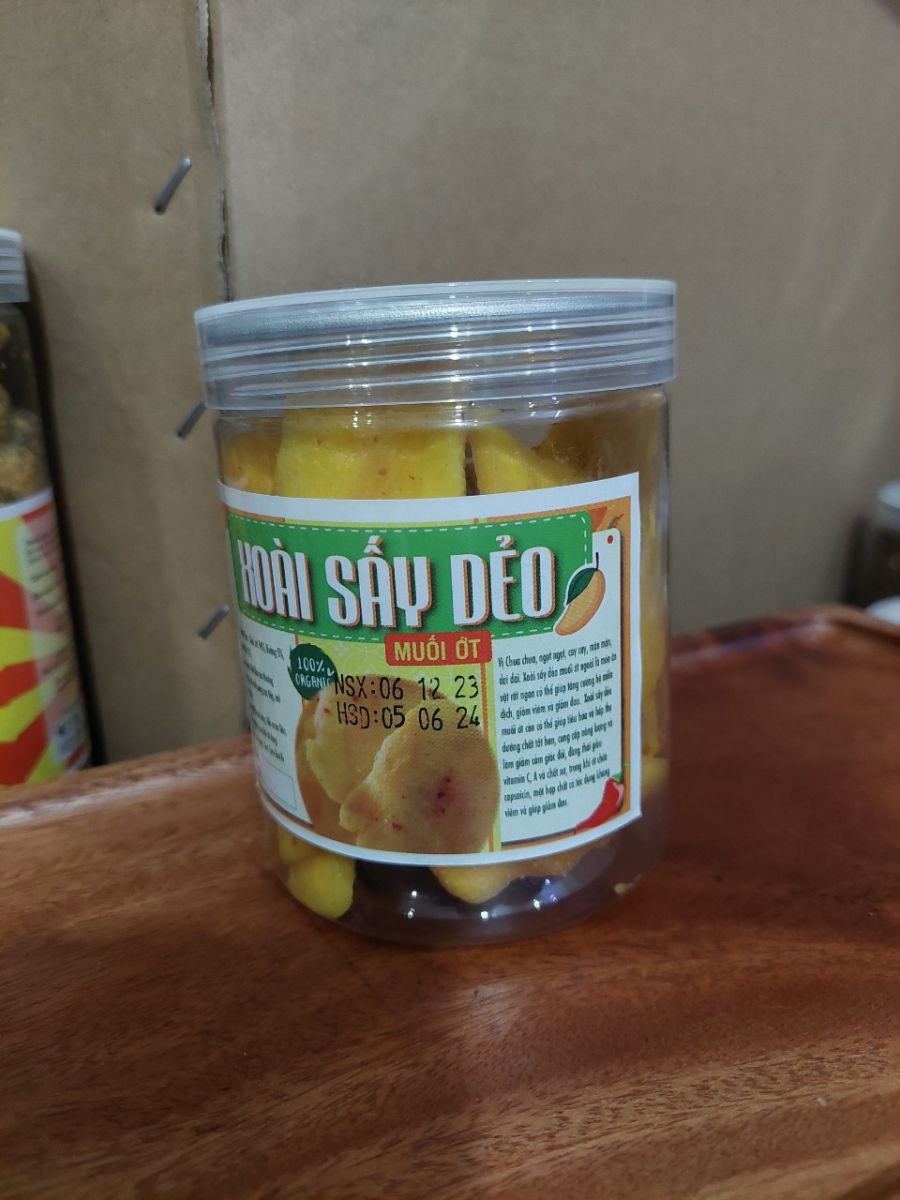 XOÀI SẤY DẺO
MUỐI ỚT
100%
ORGANIC
NSX:06 12 23
HSD:05 06 24
Vị Chua chua, ngọt ngọt, cay cay, mặn mặn,
dai dai. Xoài sấy dẻo muối ớt ngoài là món ăn
vặt rất ngon có thể giúp tăng cường hệ miễn
dịch, giảm viêm và giảm đau. Xoài sấy dẻo
muối ớt còn có thể giúp tiêu hóa và hấp thụ
dưỡng chất tốt hơn, cung cấp năng lượng và
làm giảm cảm giác đói, đồng thời giàu
vitamin C, A và chất xơ, trong khi ớt chứa
capsaicin, một hợp chất có tác dụng kháng
viêm và giúp giảm đau.